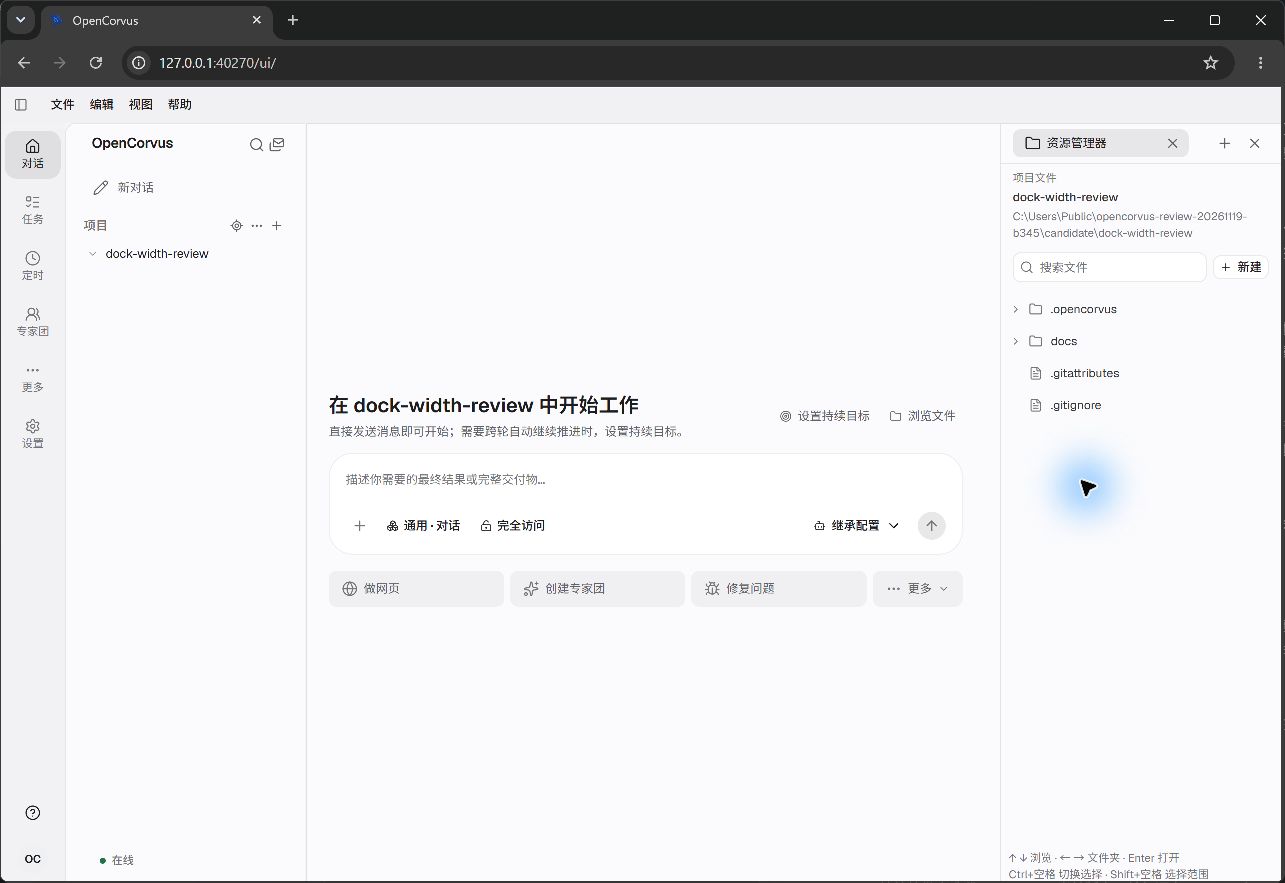 OpenCorvus
127.0.0.1:40270/ui/
文件 编辑 视图 帮助
对话
任务
定时
专家团
更多
设置
OC
OpenCorvus
新对话
项目
dock-width-review
在线
在 dock-width-review 中开始工作
直接发送消息即可开始；需要跨轮自动继续推进时，设置持续目标。
设置持续目标 浏览文件
描述你需要的最终结果或完整交付物...
通用 · 对话 完全访问 继承配置
做网页 创建专家团 修复问题 更多
资源管理器
项目文件
dock-width-review
C:\Users\Public\opencorvus-review-20261119-
b345\candidate\dock-width-review
搜索文件 新建
.opencorvus
docs
.gitattributes
.gitignore
↑↓浏览 · ←→ 文件夹 · Enter 打开
Ctrl+空格 切换选择 · Shift+空格 选择范围